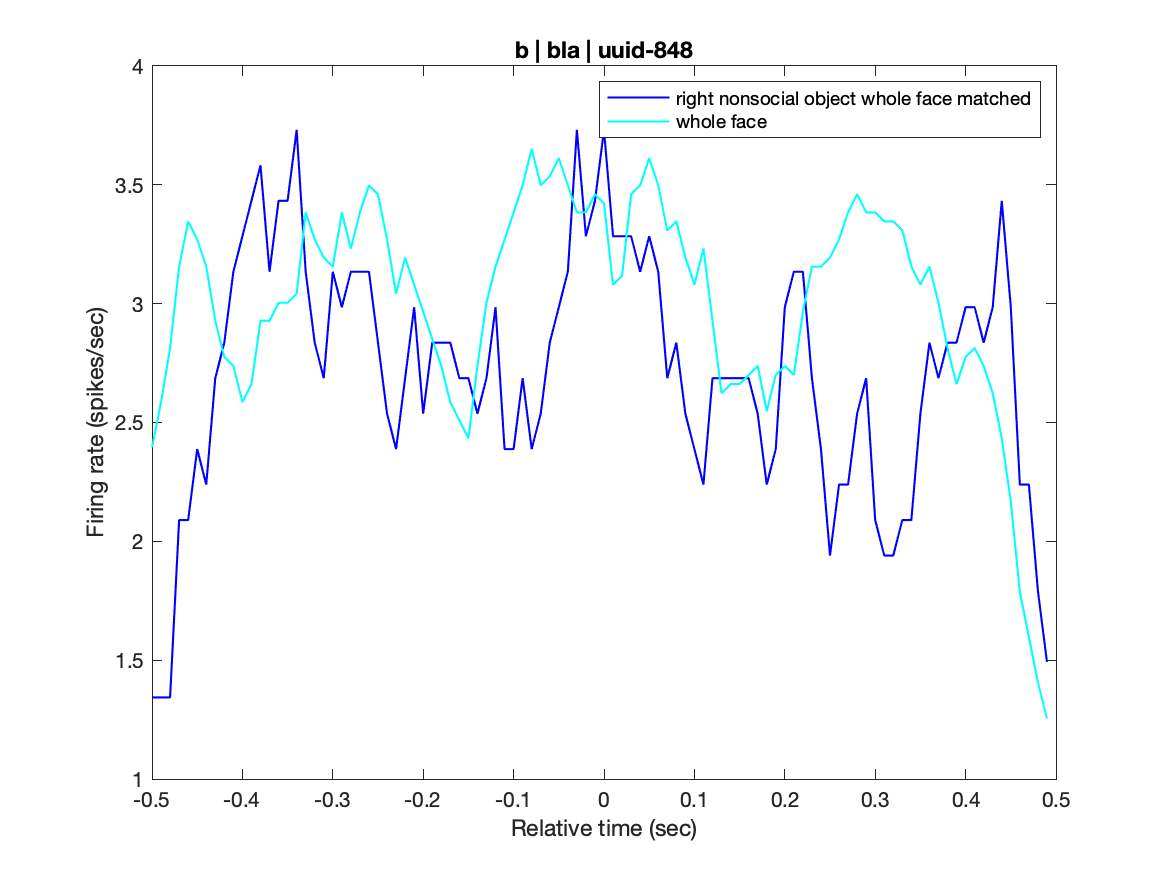 b | bla | uuid-848
right nonsocial object whole face matched
whole face
Firing rate (spikes/sec)
4
3.5
3
2.5
2
1.5
1
-0.5 -0.4 -0.3 -0.2 -0.1 0 0.1 0.2 0.3 0.4 0.5
Relative time (sec)